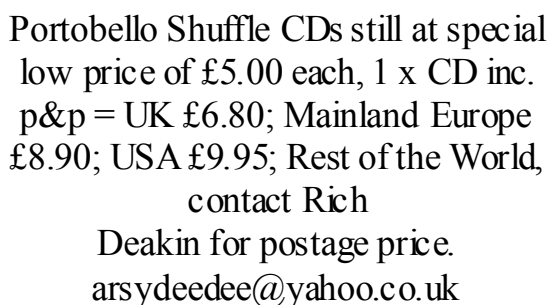 Portobello Shuffle CDs still at special
low price of £5.00 each, 1 x CD inc.
p&p = UK £6.80; Mainland Europe
£8.90; USA £9.95; Rest of the World,
contact Rich
Deakin for postage price.
arsydeedee@yahoo.co.uk